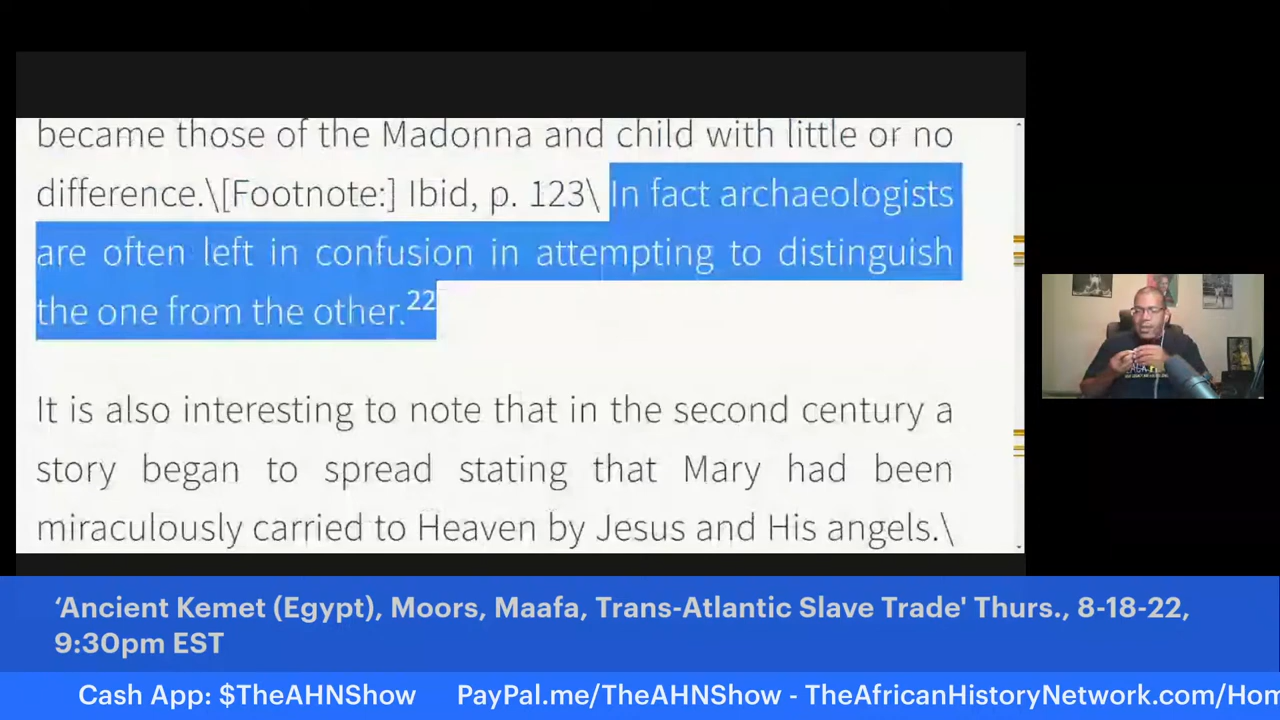 became those of the Madonna and child with little or no
difference.\[Footnote:] Ibid, p. 123\ In fact archaeologists
are often left in confusion in attempting to distinguish
the one from the other.22
It is also interesting to note that in the second century a
story began to spread stating that Mary had been
miraculously carried to Heaven by Jesus and His angels.\
‘Ancient Kemet (Egypt), Moors, Maafa, Trans-Atlantic Slave Trade' Thurs., 8-18-22,
9:30pm EST
Cash App: $TheAHNShow PayPal.me/TheAHNShow - TheAfricanHistoryNetwork.com/Hom